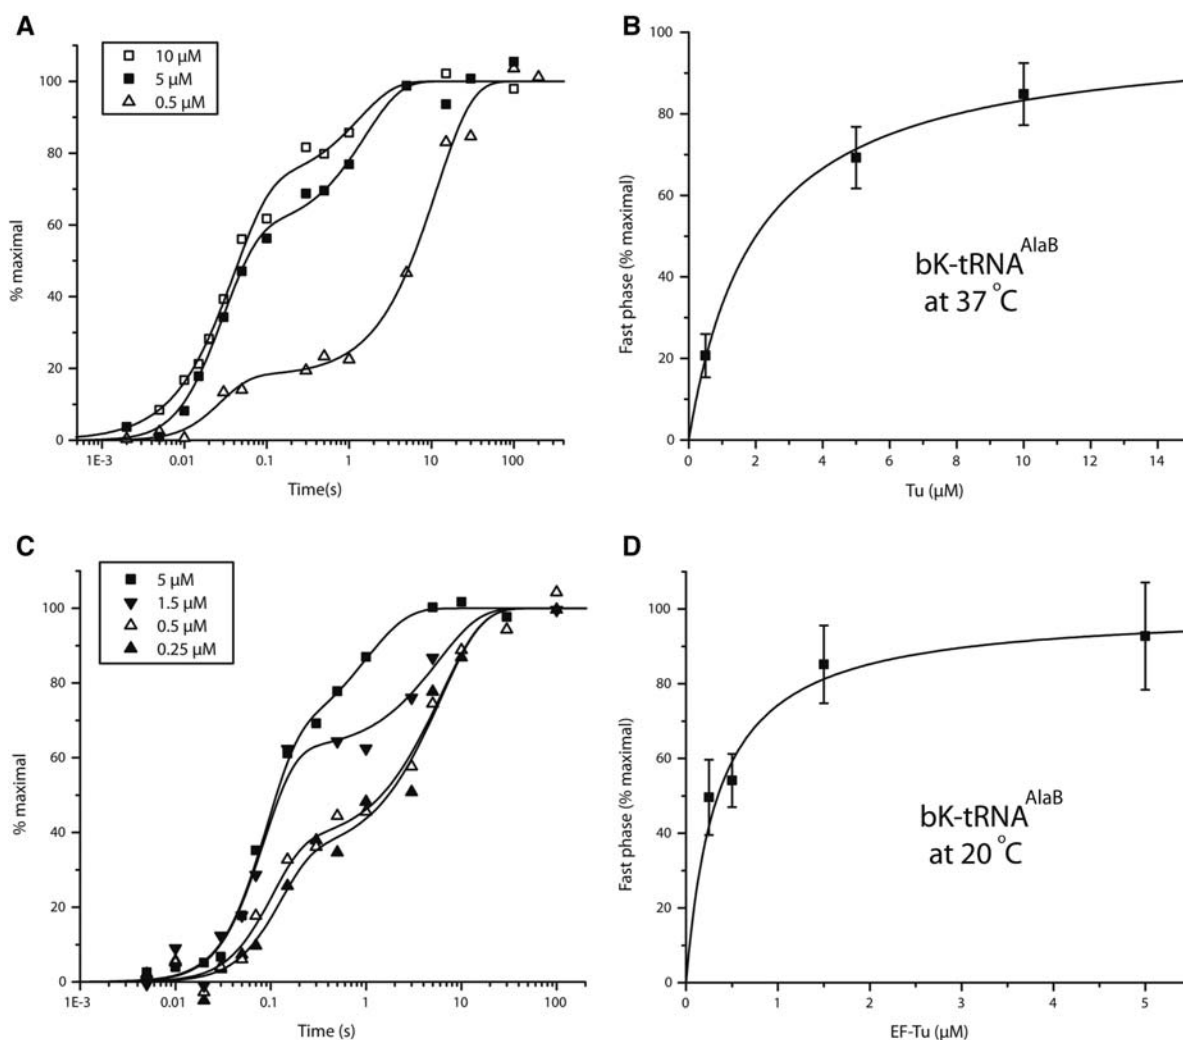 A
10 µM
5 µM
0.5 µM
% maximal
100
80
60
40
20
0
1E-3 0.01 0.1 1 10 100
Time(s)
B
Fast phase (% maximal)
100
80
60
40
20
0
bK-tRNA AlaB
at 37 °C
0 2 4 6 8 10 12 14
Tu (µM)
C
5 µM
1.5 µM
0.5 µM
0.25 µM
% maximal
100
80
60
40
20
0
1E-3 0.01 0.1 1 10 100
Time (s)
D
Fast phase (% maximal)
100
80
60
40
20
0
bK-tRNA AlaB
at 20 °C
0 1 2 3 4 5
EF-Tu (µM)